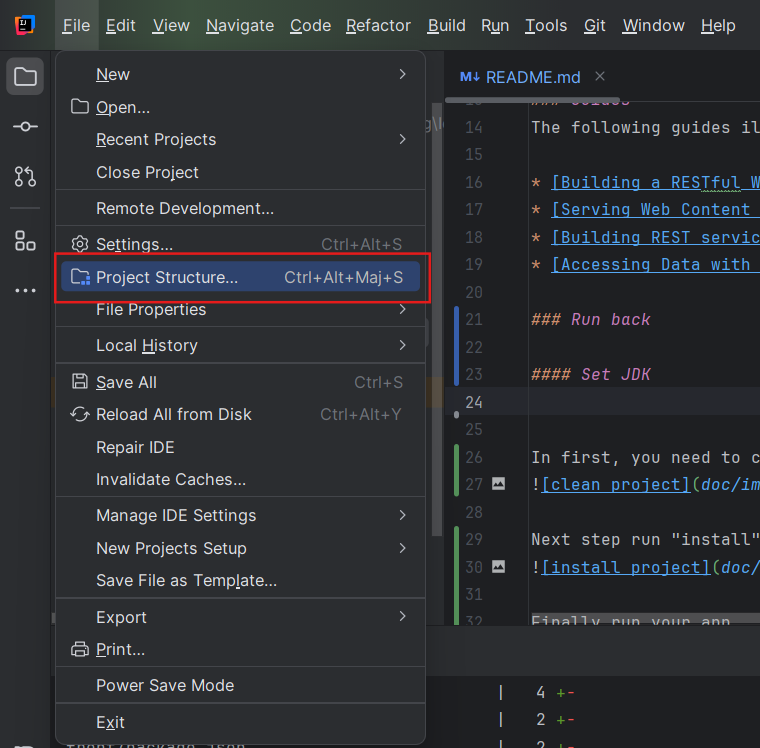 File Edit View Navigate Code Refactor Build Run Tools Git Window Help
New
Open...
Recent Projects
Close Project
Remote Development...
Settings... Ctrl+Alt+S
Project Structure... Ctrl+Alt+Maj+S
File Properties
Local History
Save All Ctrl+S
Reload All from Disk Ctrl+Alt+Y
Repair IDE
Invalidate Caches...
Manage IDE Settings
New Projects Setup
Save File as Template...
Export
Print...
Power Save Mode
Exit
M↓ README.md
### Guides
14 The following guides il
15
16 * [Building a RESTful W
17 * [Serving Web Content
18 * [Building REST servic
19 * [Accessing Data with
20
21 ### Run back
22
23 #### Set JDK
24
25
26 In first, you need to c
27 ![clean project](doc/im
28
29 Next step run "install"
30 ![install project](doc/
31
32 Finally run your app
| 4 +-
| 2 +-
| 2 +-